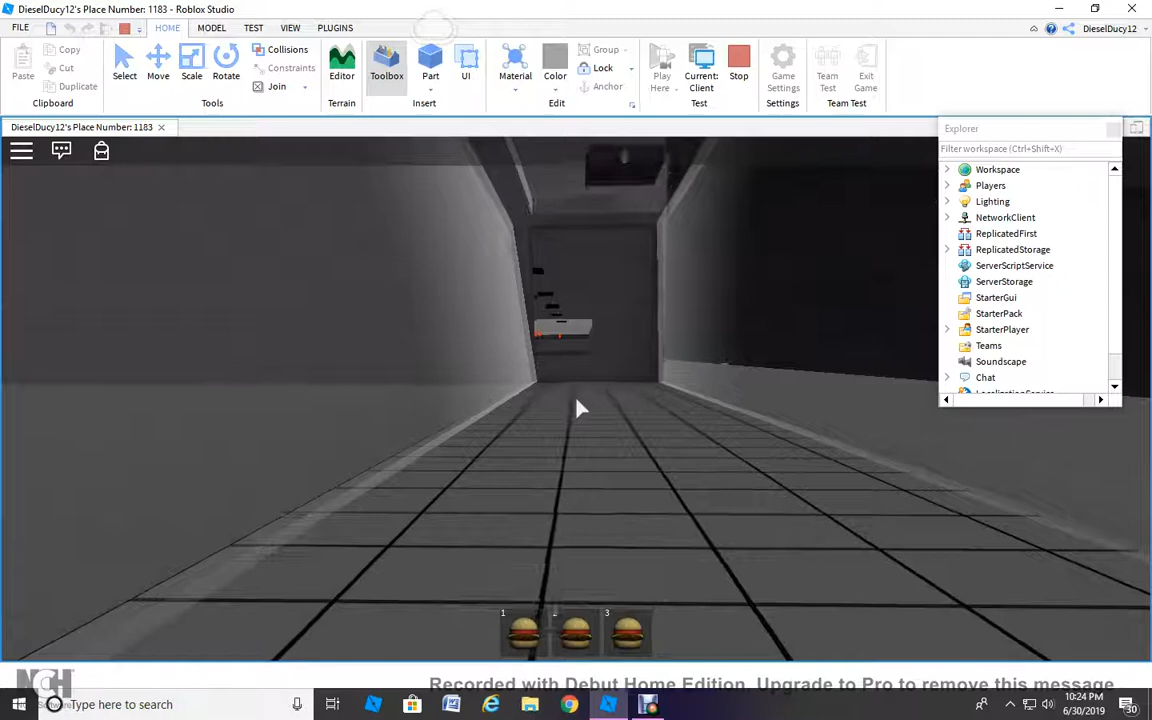 DieselDucy12's Place Number: 1183 - Roblox Studio
FILE HOME MODEL TEST VIEW PLUGINS DieselDucy12
Paste Copy Cut Duplicate Select Move Scale Rotate Collisions Constraints Join Editor Toolbox Part UI Material Color Group Lock Anchor Play Here Current: Client Stop Game Settings Team Test Exit Game
Clipboard Tools Terrain Insert Edit Test Settings Team Test
DieselDucy12's Place Number: 1183
Explorer
Filter workspace (Ctrl+Shift+X)
Workspace
Players
Lighting
NetworkClient
ReplicatedFirst
ReplicatedStorage
ServerScriptService
ServerStorage
StarterGui
StarterPack
StarterPlayer
Teams
Soundscape
Chat
LocalizationService
1 2 3
NCH
Recorded with Debut Home Edition. Upgrade to Pro to remove this message
Type here to search
10:24 PM
6/30/2019
30